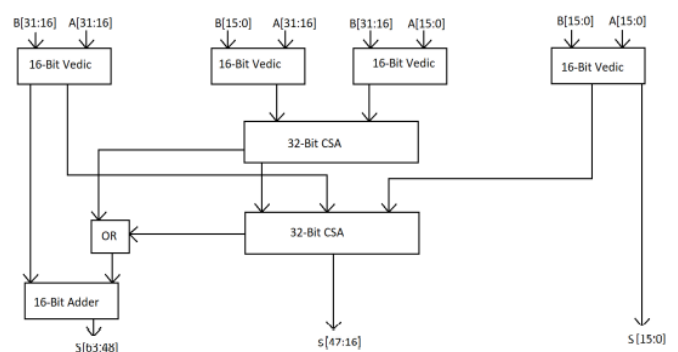 B[31:16] A[31:16]
B[15:0] A[31:16]
B[31:16] A[15:0]
B[15:0] A[15:0]
16-Bit Vedic
16-Bit Vedic
16-Bit Vedic
16-Bit Vedic
32-Bit CSA
OR
32-Bit CSA
16-Bit Adder
S[63:48]
S[47:16]
S[15:0]